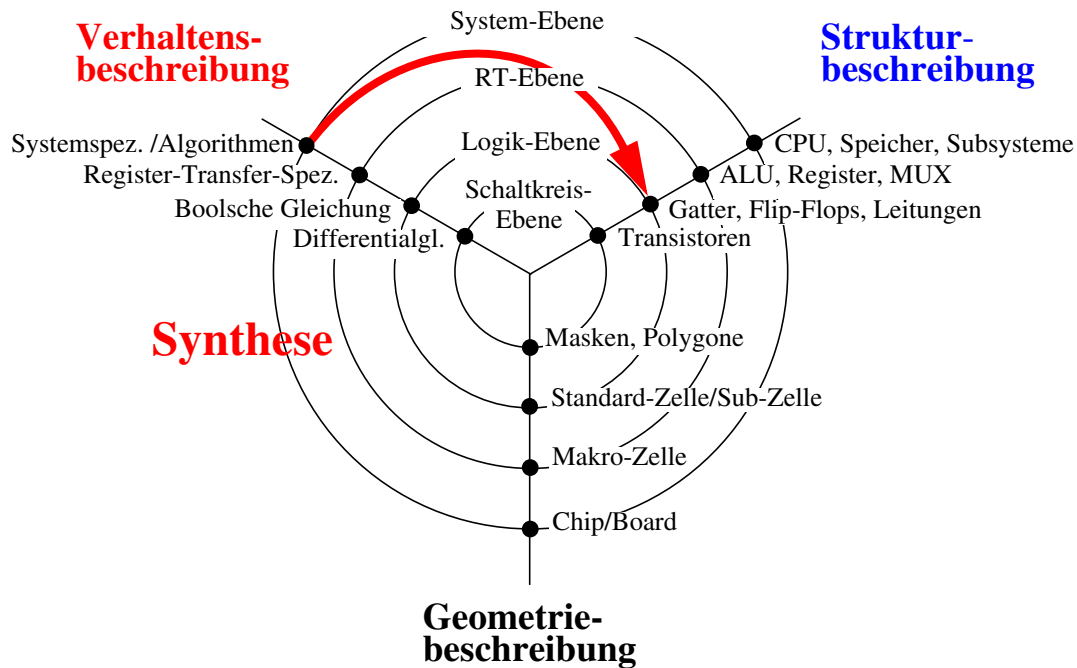 System-Ebene
Verhaltens-
beschreibung
Struktur-
beschreibung
RT-Ebene
Systemspez. /Algorithmen
Logik-Ebene
CPU, Speicher, Subsysteme
Register-Transfer-Spez.
ALU, Register, MUX
Schaltkreis-
Ebene
Boolsche Gleichung
Gatter, Flip-Flops, Leitungen
Differentialgl.
Transistoren
Synthese
Masken, Polygone
Standard-Zelle/Sub-Zelle
Makro-Zelle
Chip/Board
Geometrie-
beschreibung